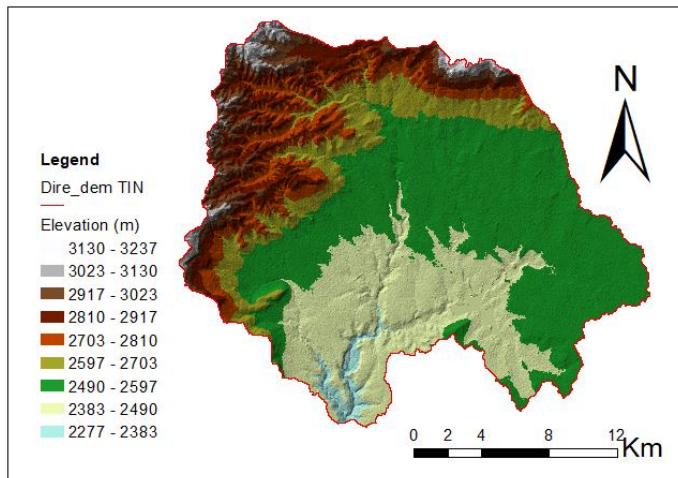 N
Legend
Dire_dem TIN
Elevation (m)
3130 - 3237
3023 - 3130
2917 - 3023
2810 - 2917
2703 - 2810
2597 - 2703
2490 - 2597
2383 - 2490
2277 - 2383
0 2 4 8 12
Km